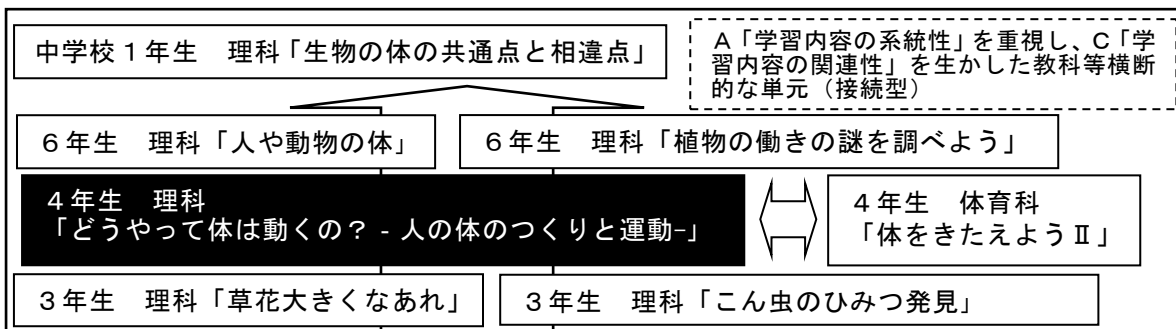 中学校1年生　理科「生物の体の共通点と相違点」
A「学習内容の系統性」を重視し、C「学
習内容の関連性」を生かした教科等横断
的な単元（接続型）
6年生　理科「人や動物の体」
6年生　理科「植物の働きの謎を調べよう」
4年生　理科
「どうやって体は動くの？ - 人の体のつくりと運動-」
4年生　体育科
「体をきたえようⅡ」
3年生　理科「草花大きくなあれ」
3年生　理科「こん虫のひみつ発見」